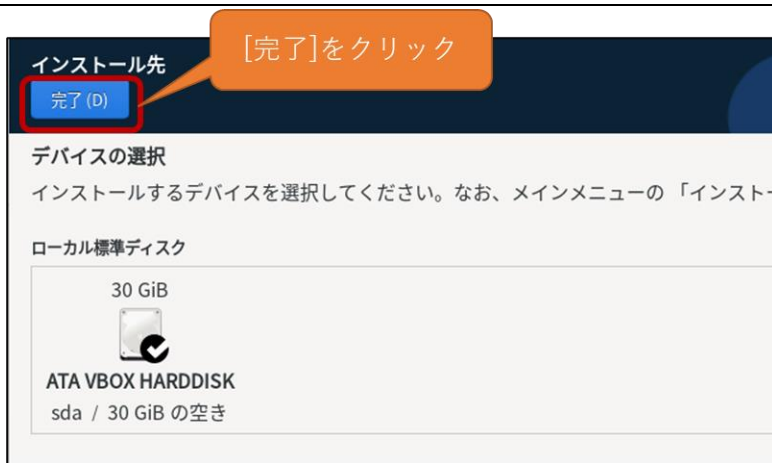 [完了]をクリック
インストール先
完了(D)
デバイスの選択
インストールするデバイスを選択してください。なお、メインメニューの 「インスト
ローカル標準ディスク
30 GiB
ATA VBOX HARDDISK
sda / 30 GiB の空き